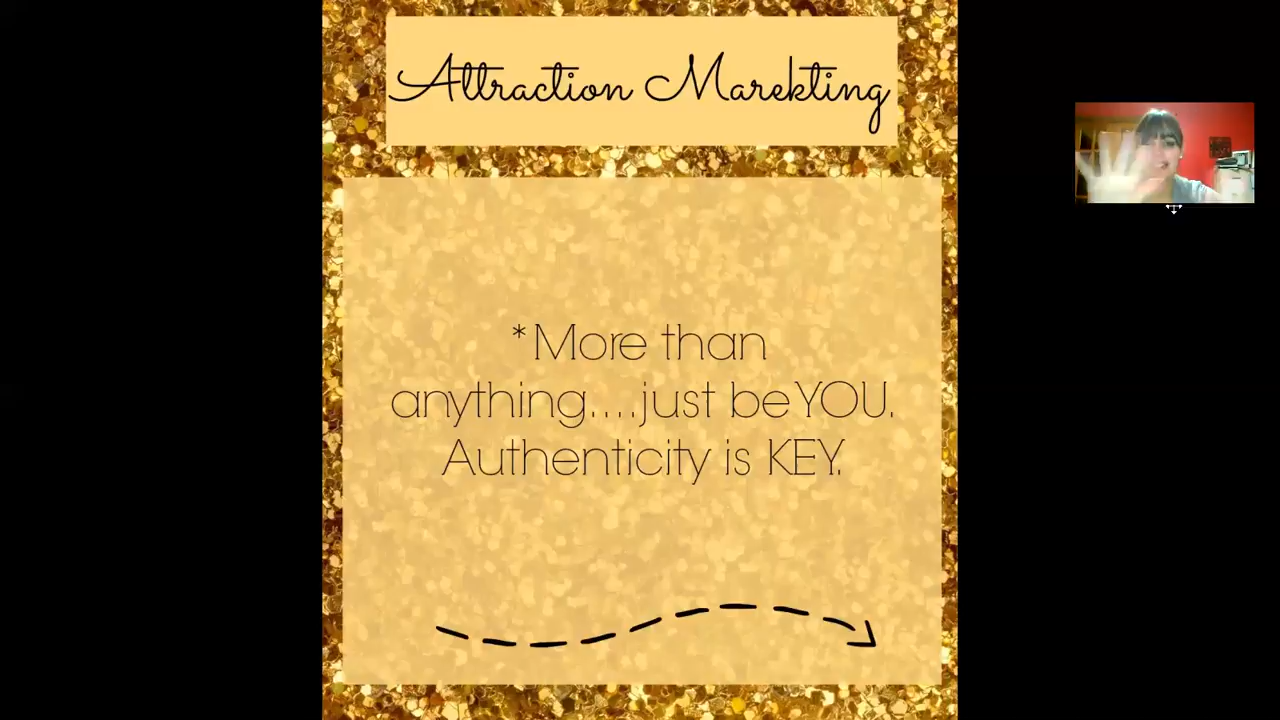 Attraction Marekting
*More than
anything....just be YOU.
Authenticity is KEY.